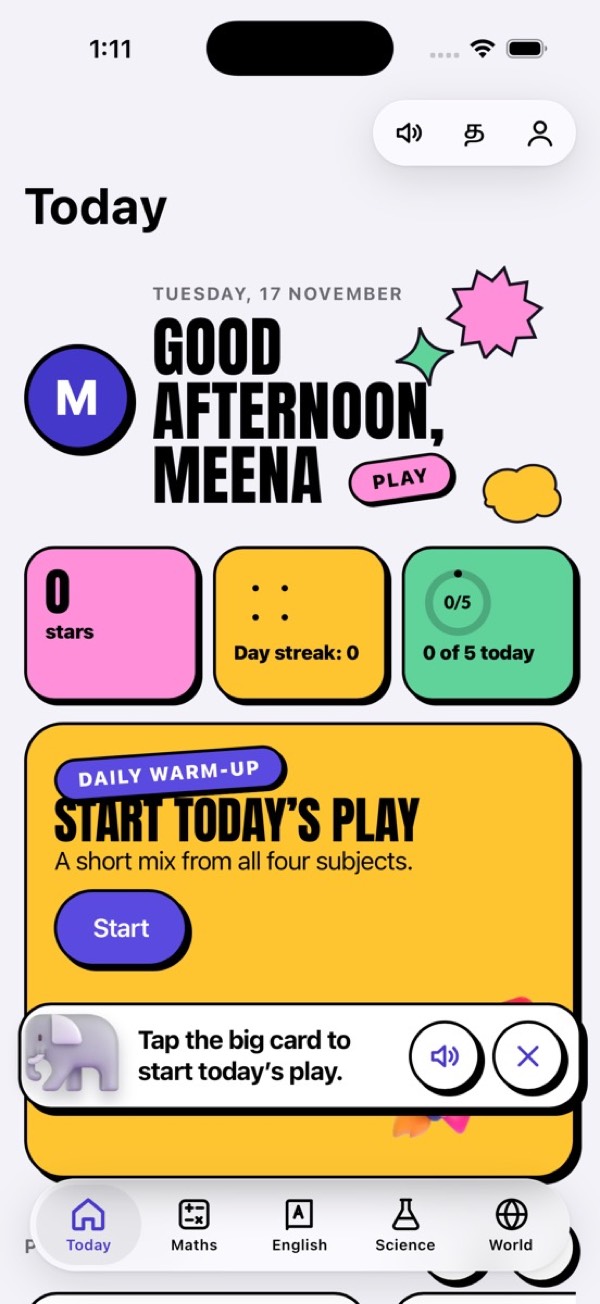 1:11
த
Today
TUESDAY, 17 NOVEMBER
GOOD
AFTERNOON,
MEENA
M
PLAY
0
stars
Day streak: 0
0/5
0 of 5 today
DAILY WARM-UP
START TODAY’S PLAY
A short mix from all four subjects.
Start
Tap the big card to
start today’s play.
P
Today
Maths
English
Science
World